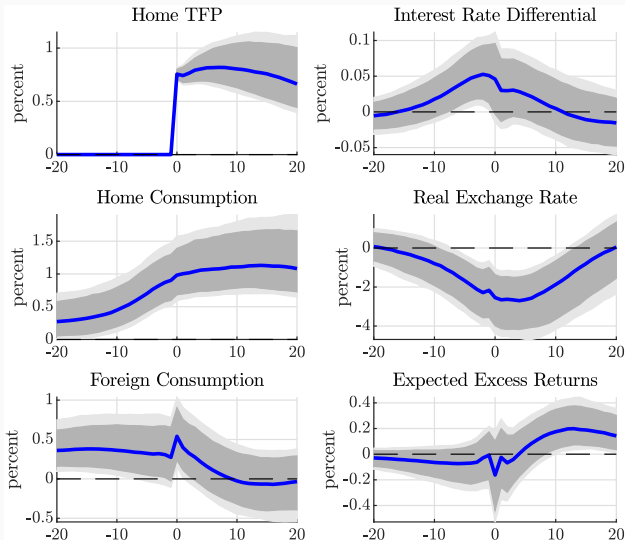 Home TFP
percent
1
0.5
0
-20 -10 0 10 20
Interest Rate Differential
percent
0.1
0.05
0
-0.05
-20 -10 0 10 20
Home Consumption
percent
1.5
1
0.5
0
-20 -10 0 10 20
Real Exchange Rate
percent
0
-2
-4
-20 -10 0 10 20
Foreign Consumption
percent
1
0.5
0
-0.5
-20 -10 0 10 20
Expected Excess Returns
percent
0.4
0.2
0
-0.2
-0.4
-20 -10 0 10 20